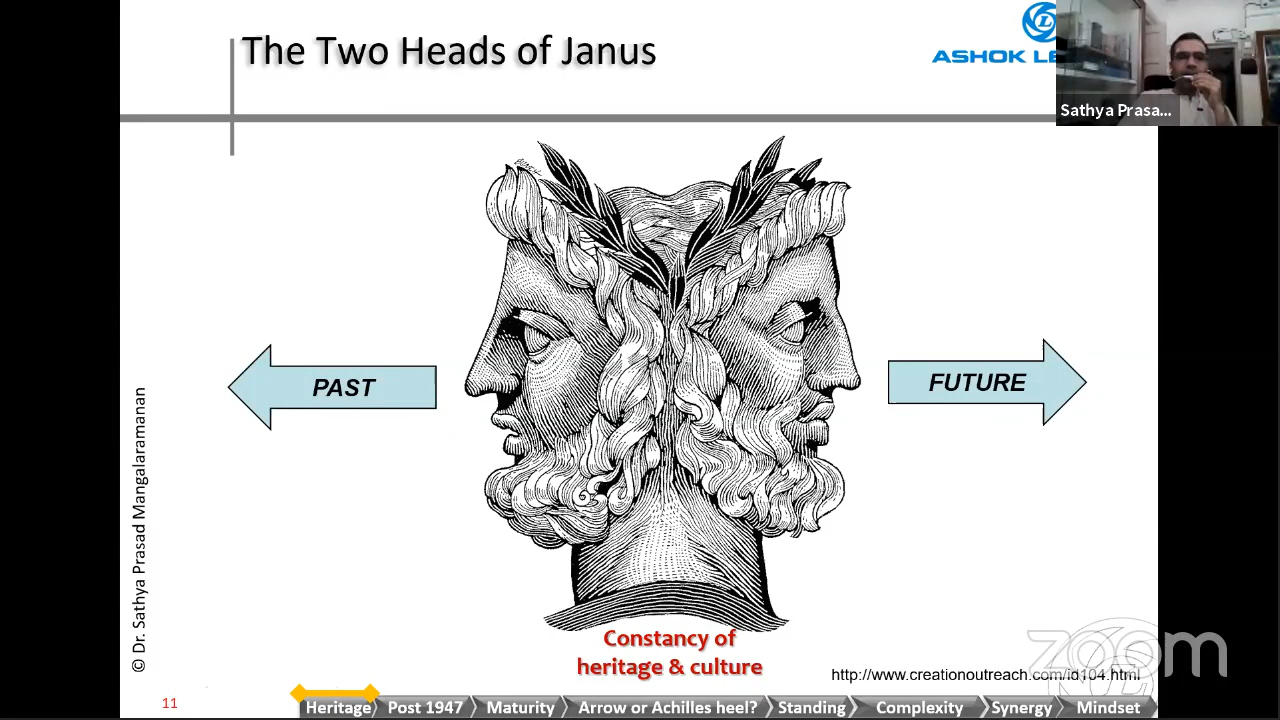 The Two Heads of Janus
ASHOK LE
Sathya Prasa...
PAST
FUTURE
© Dr. Sathya Prasad Mangalaramanan
Constancy of
heritage & culture
http://www.creationoutreach.com/id104.html
zoom
11
Heritage
Post 1947
Maturity
Arrow or Achilles heel?
Standing
Complexity
Synergy
Mindset